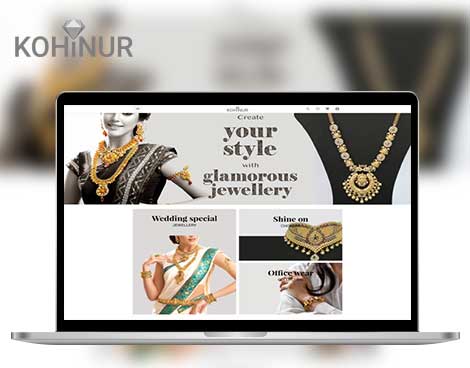 KOHINUR
KOHINUR
Create
your
style
with
glamorous
jewellery
Wedding special
JEWELLERY
Shine on
Office wear